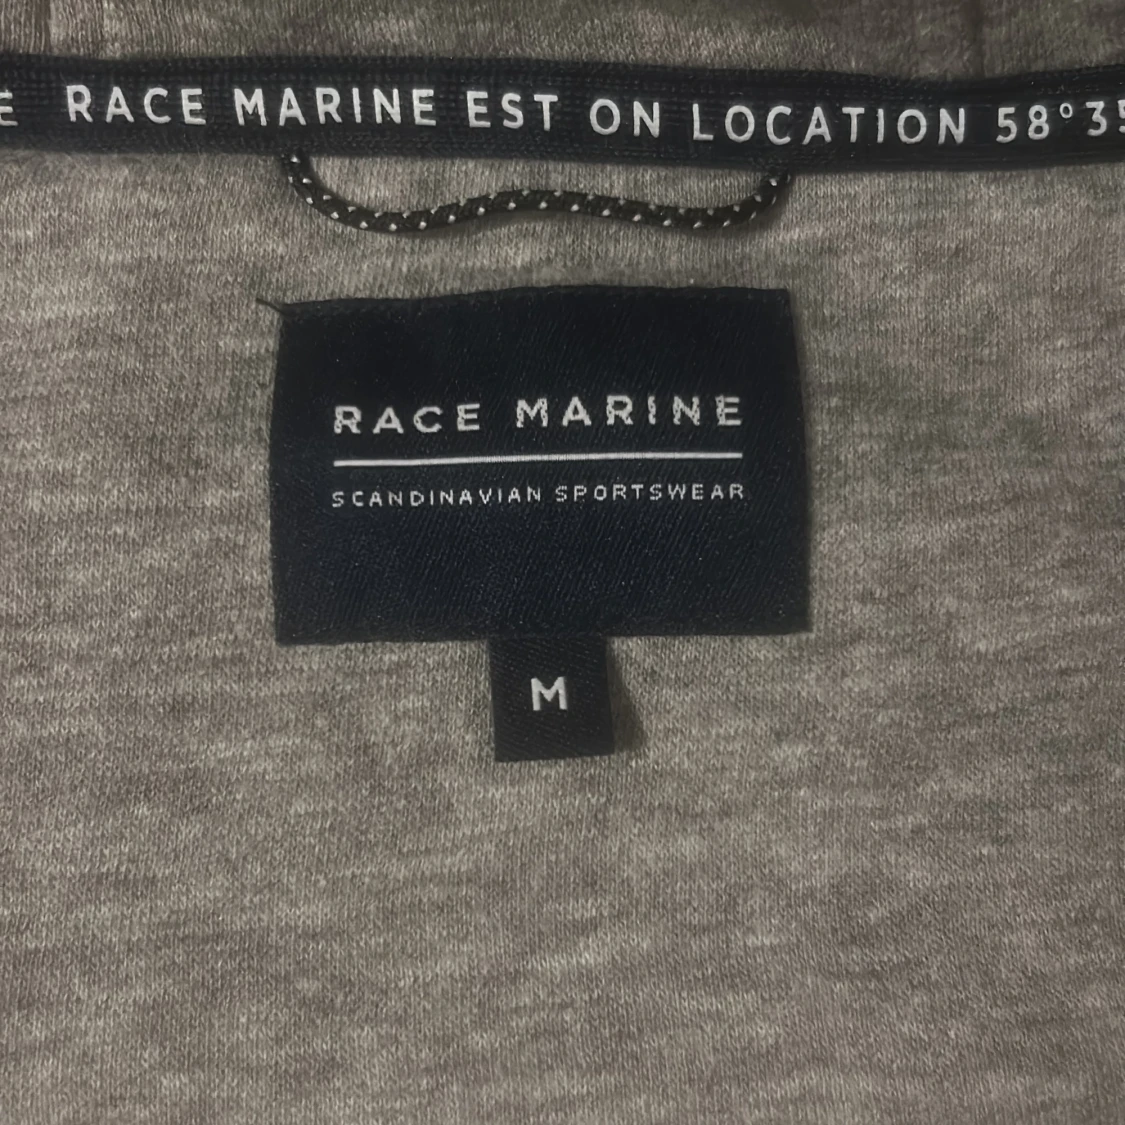 E RACE MARINE EST ON LOCATION 58°35
RACE MARINE
SCANDINAVIAN SPORTSWEAR
M